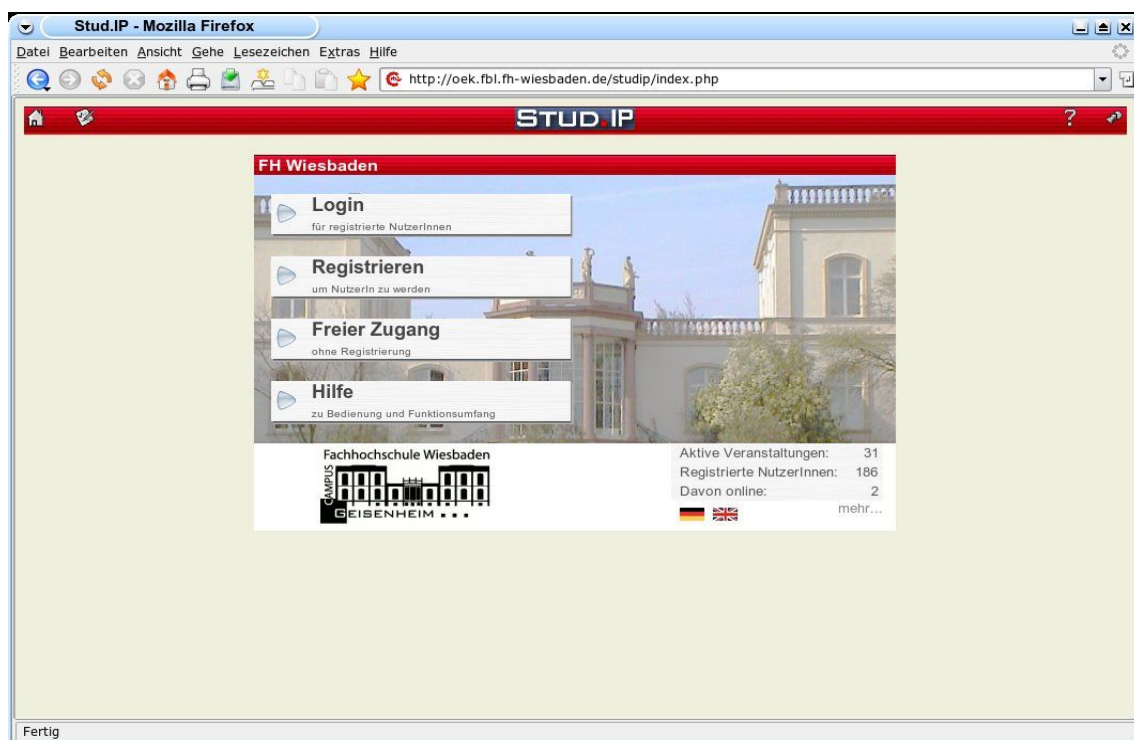 Stud.IP - Mozilla Firefox
Datei Bearbeiten Ansicht Gehe Lesezeichen Extras Hilfe
http://oek.fbl.fh-wiesbaden.de/studip/index.php
STUD.IP
?
FH Wiesbaden
Login
für registrierte NutzerInnen
Registrieren
um NutzerIn zu werden
Freier Zugang
ohne Registrierung
Hilfe
zu Bedienung und Funktionsumfang
Fachhochschule Wiesbaden
CAMPUS
GEISENHEIM ...
Aktive Veranstaltungen: 31
Registrierte NutzerInnen: 186
Davon online: 2
mehr...
Fertig